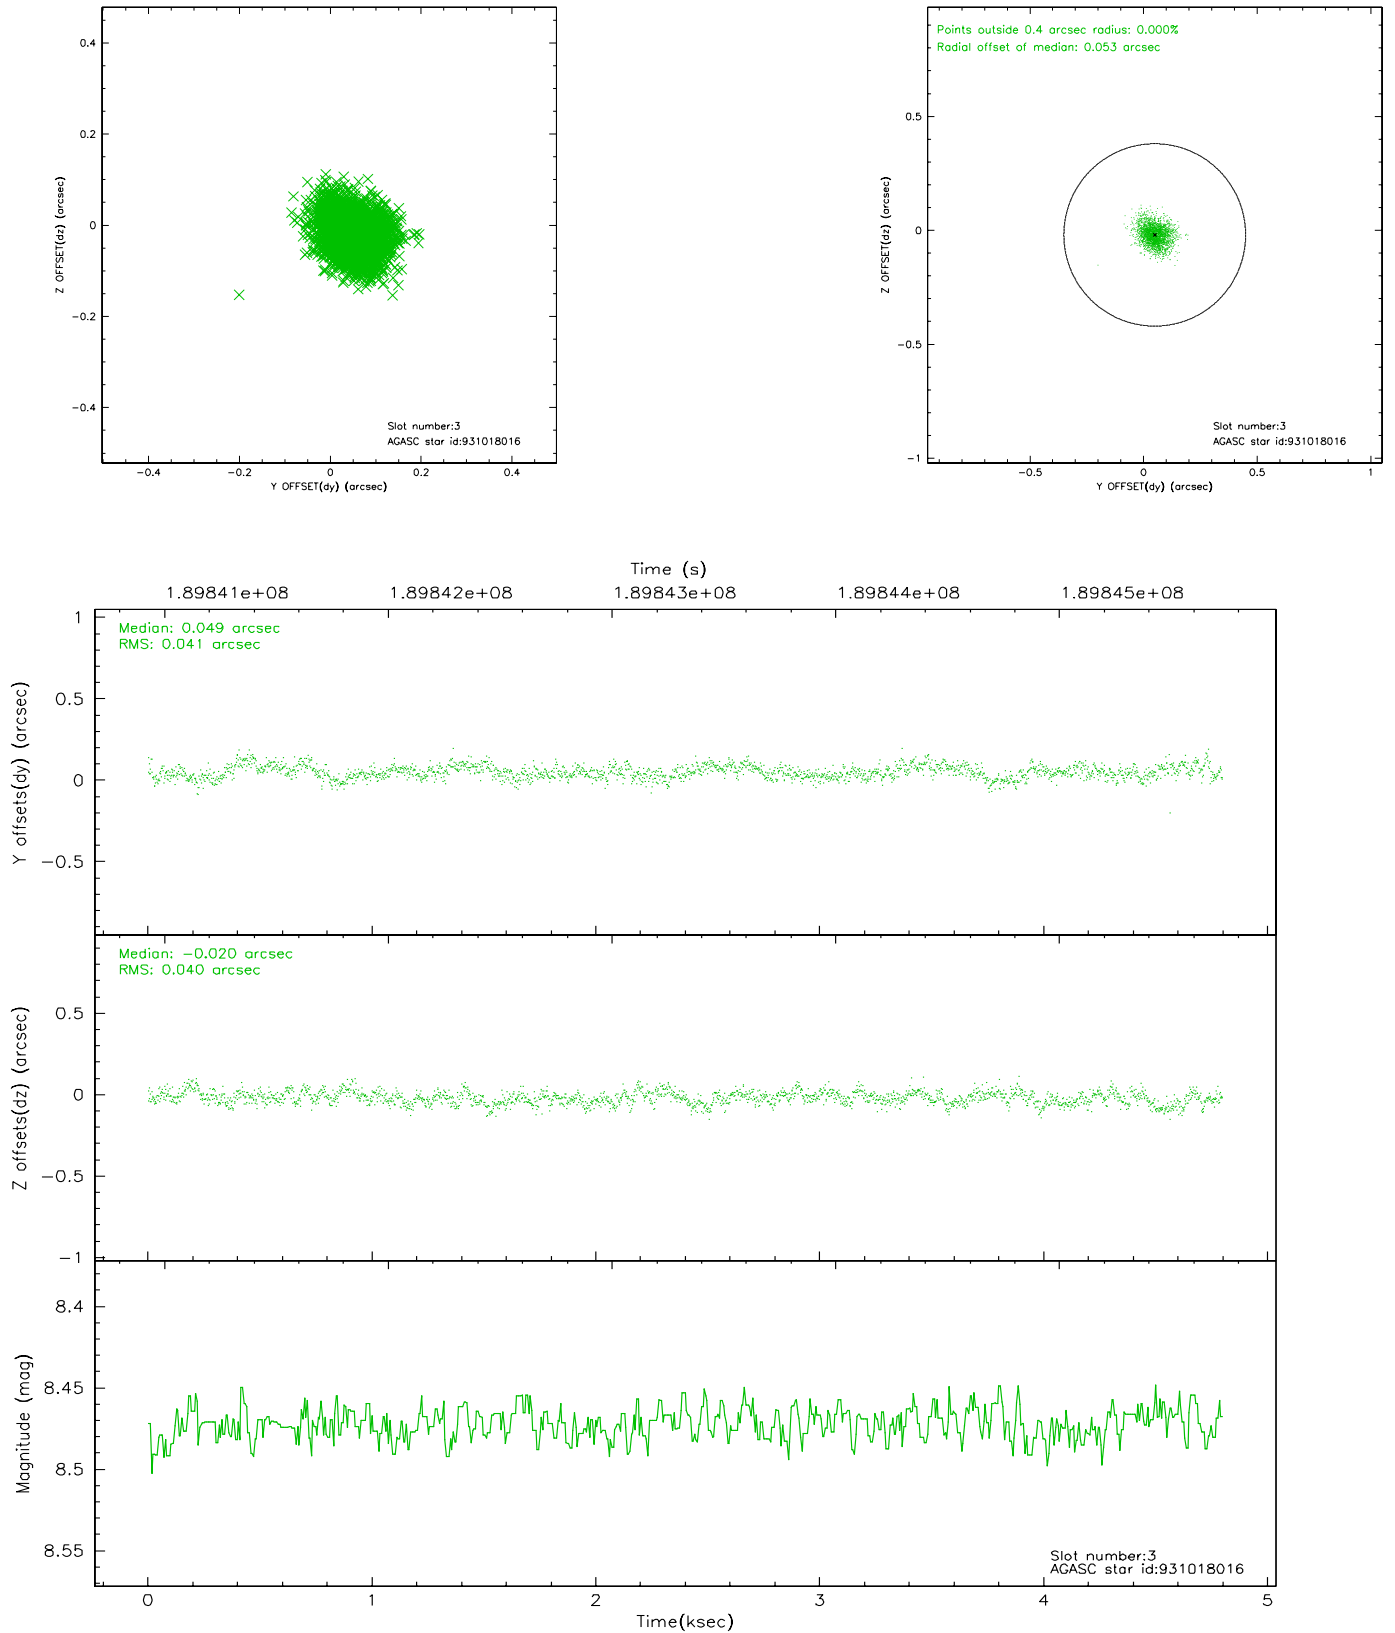 0.4
0.2
0
−0.2
−0.4
Z OFFSET(dz) (arcsec)
Slot number:3
AGASC star id:931018016
−0.4 −0.2 0 0.2 0.4
Y OFFSET(dy) (arcsec)
Points outside 0.4 arcsec radius: 0.000%
Radial offset of median: 0.053 arcsec
0.5
0
−0.5
−1
Z OFFSET(dz) (arcsec)
Slot number:3
AGASC star id:931018016
−0.5 0 0.5 1
Y OFFSET(dy) (arcsec)
Time (s)
1.89841e+08 1.89842e+08 1.89843e+08 1.89844e+08 1.89845e+08
Median: 0.049 arcsec
RMS: 0.041 arcsec
1
0.5
0
−0.5
Y offsets(dy) (arcsec)
Median: −0.020 arcsec
RMS: 0.040 arcsec
0.5
0
−0.5
−1
Z offsets(dz) (arcsec)
8.4
8.45
8.5
8.55
Magnitude (mag)
Slot number:3
AGASC star id:931018016
0 1 2 3 4 5
Time(ksec)